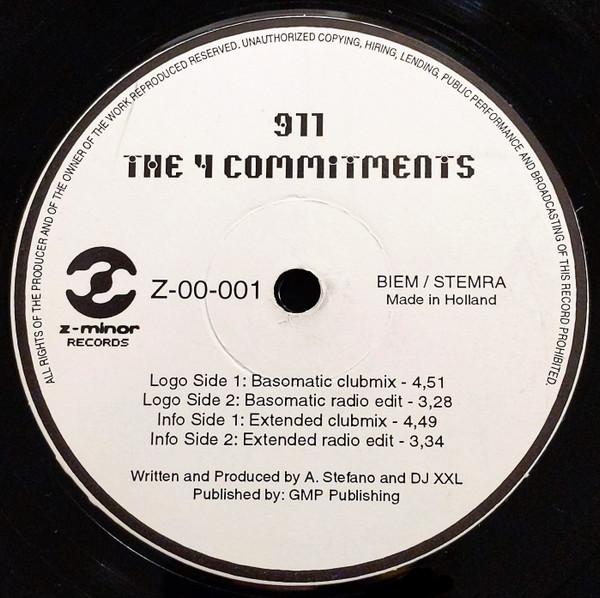 ALL RIGHTS OF THE PRODUCER AND OF THE OWNER OF THE WORK REPRODUCED RESERVED. UNAUTHORIZED COPYING, HIRING, LENDING, PUBLIC PERFORMANCE AND BROADCASTING OF THIS RECORD PROHIBITED.
911
THE 4 COMMiTMENTS
z-minor
RECORDS
Z-00-001
BIEM / STEMRA
Made in Holland
Logo Side 1: Basomatic clubmix - 4,51
Logo Side 2: Basomatic radio edit - 3,28
Info Side 1: Extended clubmix - 4,49
Info Side 2: Extended radio edit - 3,34
Written and Produced by A. Stefano and DJ XXL
Published by: GMP Publishing